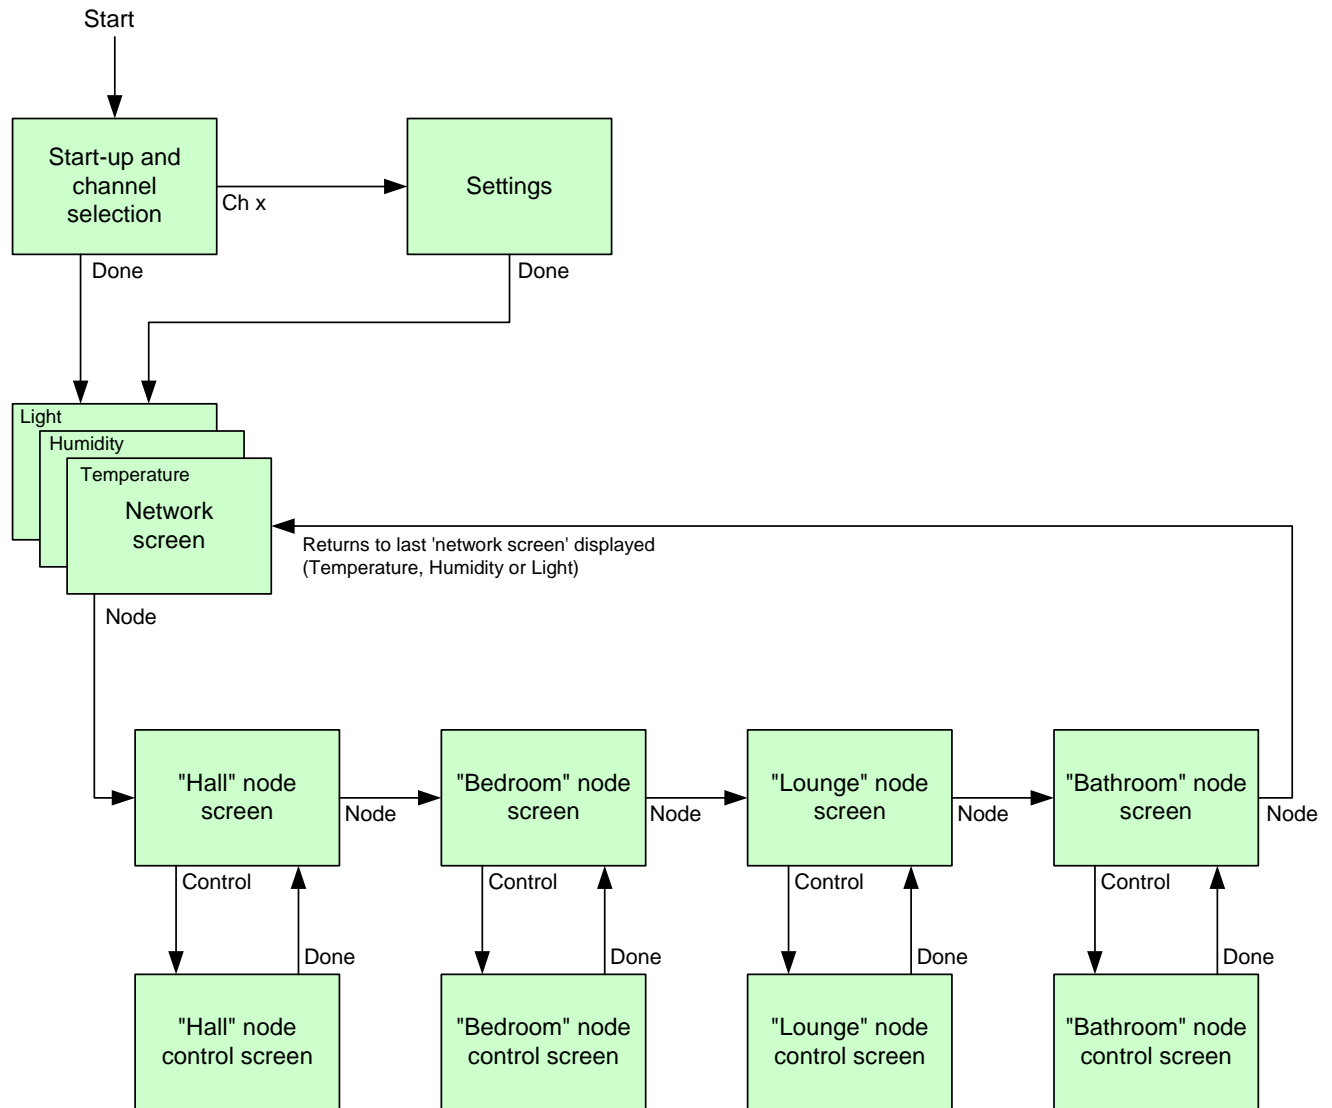 Start
Start-up and
channel
selection
Ch x
Settings
Done
Done
Light
Humidity
Temperature
Network
screen
Returns to last 'network screen' displayed
(Temperature, Humidity or Light)
Node
"Hall" node
screen
Node
"Bedroom" node
screen
Node
"Lounge" node
screen
Node
"Bathroom" node
screen
Node
Control
Done
Control
Done
Control
Done
Control
Done
"Hall" node
control screen
"Bedroom" node
control screen
"Lounge" node
control screen
"Bathroom" node
control screen